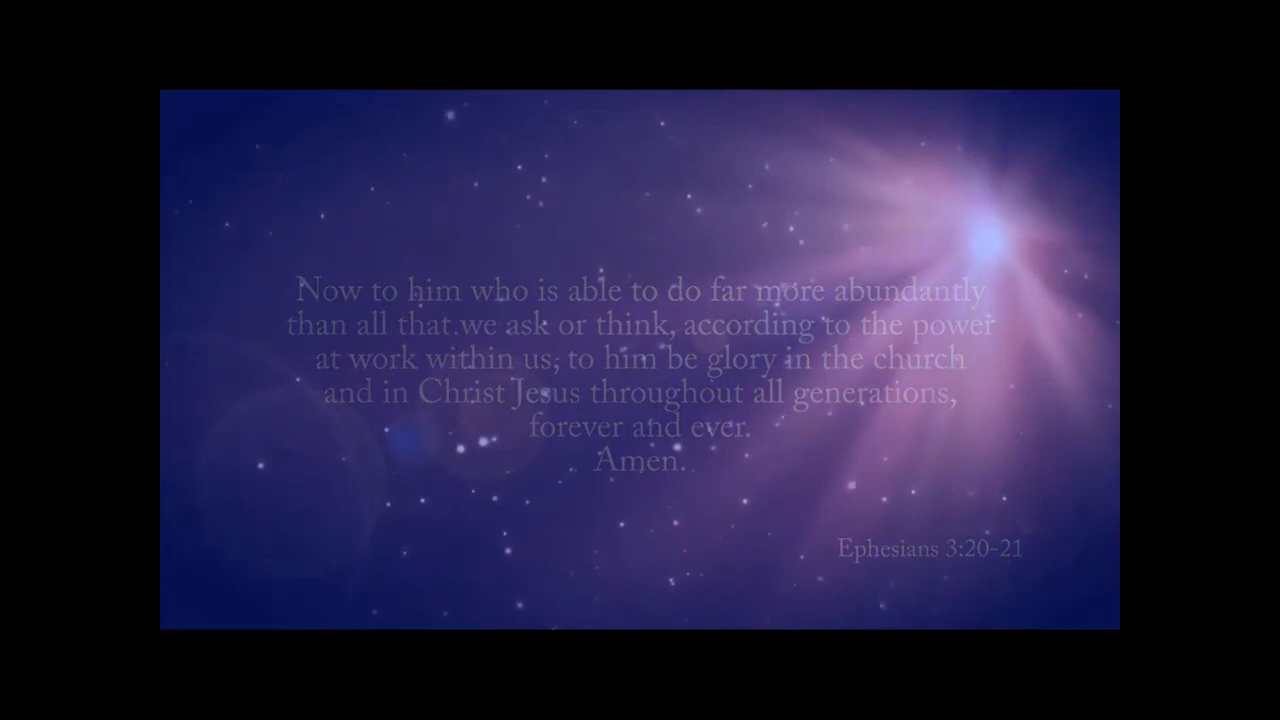 Now to him who is able to do far more abundantly
than all that we ask or think, according to the power
at work within us, to him be glory in the church
and in Christ Jesus throughout all generations,
forever and ever.
Amen.
Ephesians 3:20-21